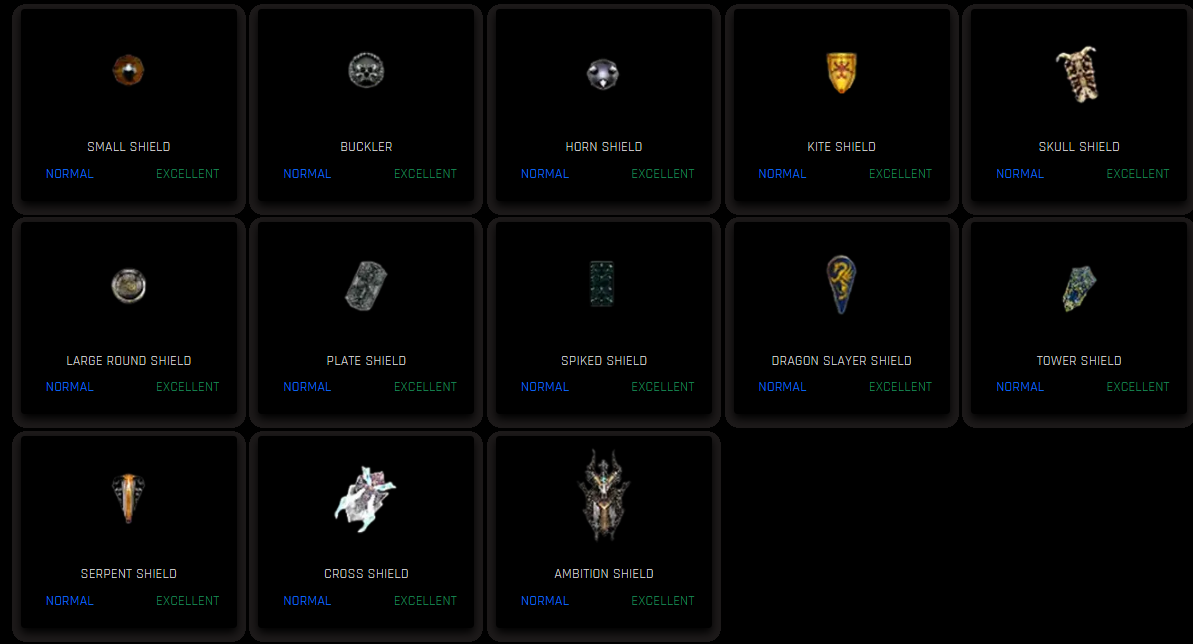 SMALL SHIELD
NORMAL EXCELLENT
BUCKLER
NORMAL EXCELLENT
HORN SHIELD
NORMAL EXCELLENT
KITE SHIELD
NORMAL EXCELLENT
SKULL SHIELD
NORMAL EXCELLENT
LARGE ROUND SHIELD
NORMAL EXCELLENT
PLATE SHIELD
NORMAL EXCELLENT
SPIKED SHIELD
NORMAL EXCELLENT
DRAGON SLAYER SHIELD
NORMAL EXCELLENT
TOWER SHIELD
NORMAL EXCELLENT
SERPENT SHIELD
NORMAL EXCELLENT
CROSS SHIELD
NORMAL EXCELLENT
AMBITION SHIELD
NORMAL EXCELLENT